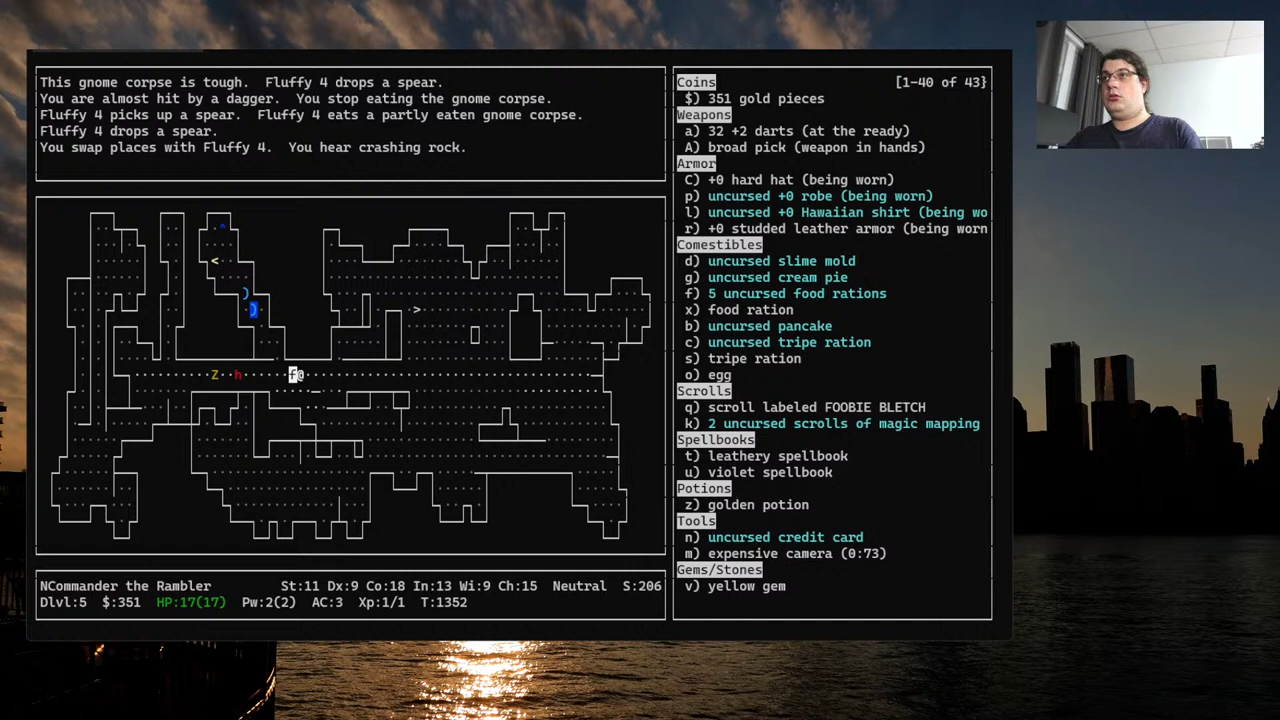 This gnome corpse is tough.  Fluffy 4 drops a spear.
You are almost hit by a dagger.  You stop eating the gnome corpse.
Fluffy 4 picks up a spear.  Fluffy 4 eats a partly eaten gnome corpse.
Fluffy 4 drops a spear.
You swap places with Fluffy 4.  You hear crashing rock.
^
<
)
)
>
Z h f@
NCommander the Rambler St:11 Dx:9 Co:18 In:13 Wi:9 Ch:15 Neutral S:206
Dlvl:5 $:351 HP:17(17) Pw:2(2) AC:3 Xp:1/1 T:1352
Coins [1-40 of 43}
$) 351 gold pieces
Weapons
a) 32 +2 darts (at the ready)
A) broad pick (weapon in hands)
Armor
C) +0 hard hat (being worn)
p) uncursed +0 robe (being worn)
l) uncursed +0 Hawaiian shirt (being wo
r) +0 studded leather armor (being worn
Comestibles
d) uncursed slime mold
g) uncursed cream pie
f) 5 uncursed food rations
x) food ration
b) uncursed pancake
c) uncursed tripe ration
s) tripe ration
o) egg
Scrolls
q) scroll labeled FOOBIE BLETCH
k) 2 uncursed scrolls of magic mapping
Spellbooks
t) leathery spellbook
u) violet spellbook
Potions
z) golden potion
Tools
n) uncursed credit card
m) expensive camera (0:73)
Gems/Stones
v) yellow gem